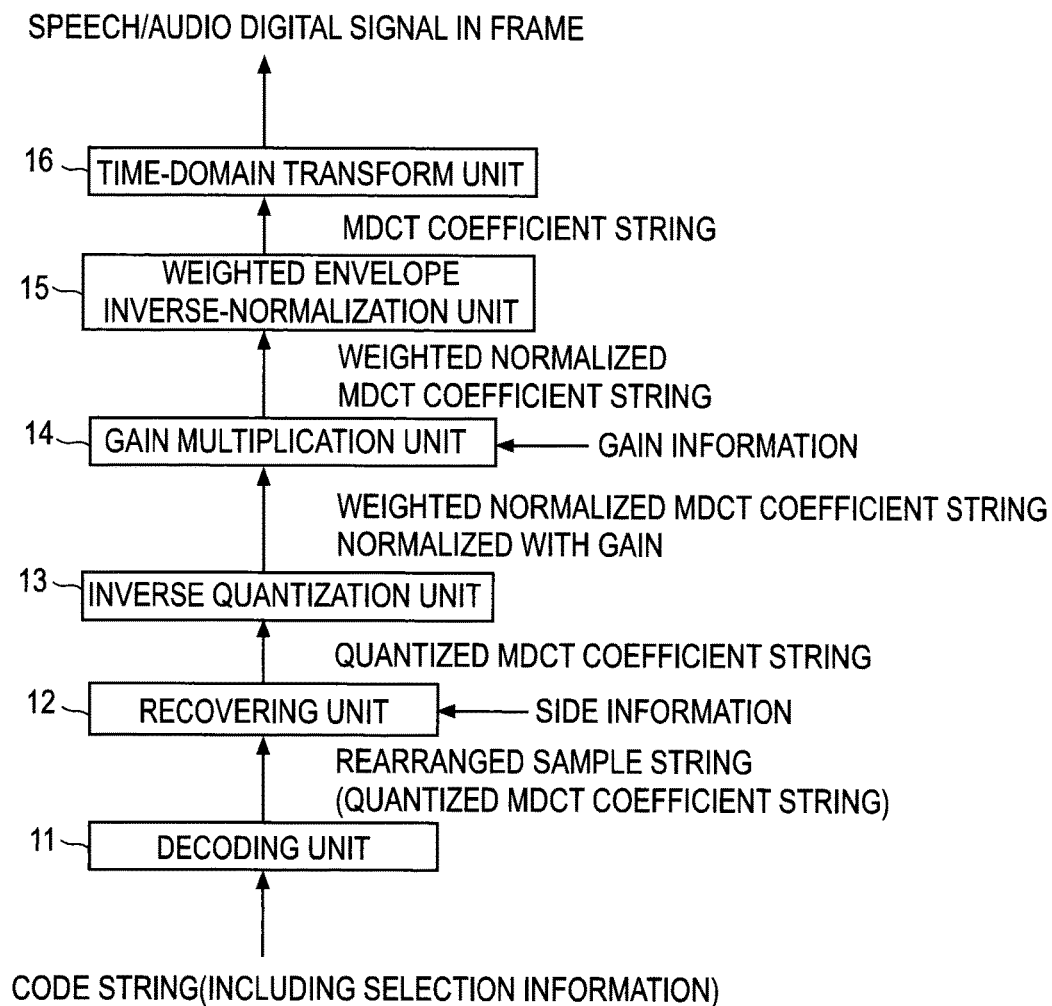 SPEECH/AUDIO DIGITAL SIGNAL IN FRAME
16
TIME-DOMAIN TRANSFORM UNIT
MDCT COEFFICIENT STRING
15
WEIGHTED ENVELOPE
INVERSE-NORMALIZATION UNIT
WEIGHTED NORMALIZED
MDCT COEFFICIENT STRING
14
GAIN MULTIPLICATION UNIT
GAIN INFORMATION
WEIGHTED NORMALIZED MDCT COEFFICIENT STRING
NORMALIZED WITH GAIN
13
INVERSE QUANTIZATION UNIT
QUANTIZED MDCT COEFFICIENT STRING
12
RECOVERING UNIT
SIDE INFORMATION
REARRANGED SAMPLE STRING
(QUANTIZED MDCT COEFFICIENT STRING)
11
DECODING UNIT
CODE STRING(INCLUDING SELECTION INFORMATION)